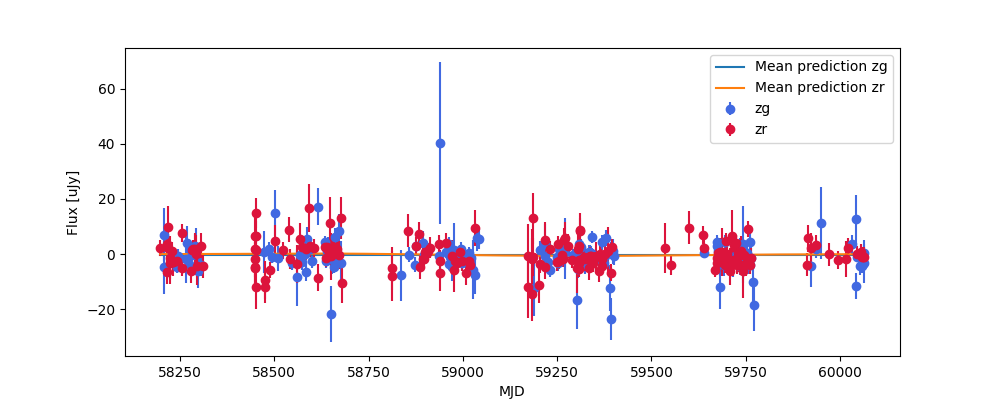 Mean prediction zg
Mean prediction zr
zg
zr
Flux [uJy]
60
40
20
0
−20
58250 58500 58750 59000 59250 59500 59750 60000
MJD